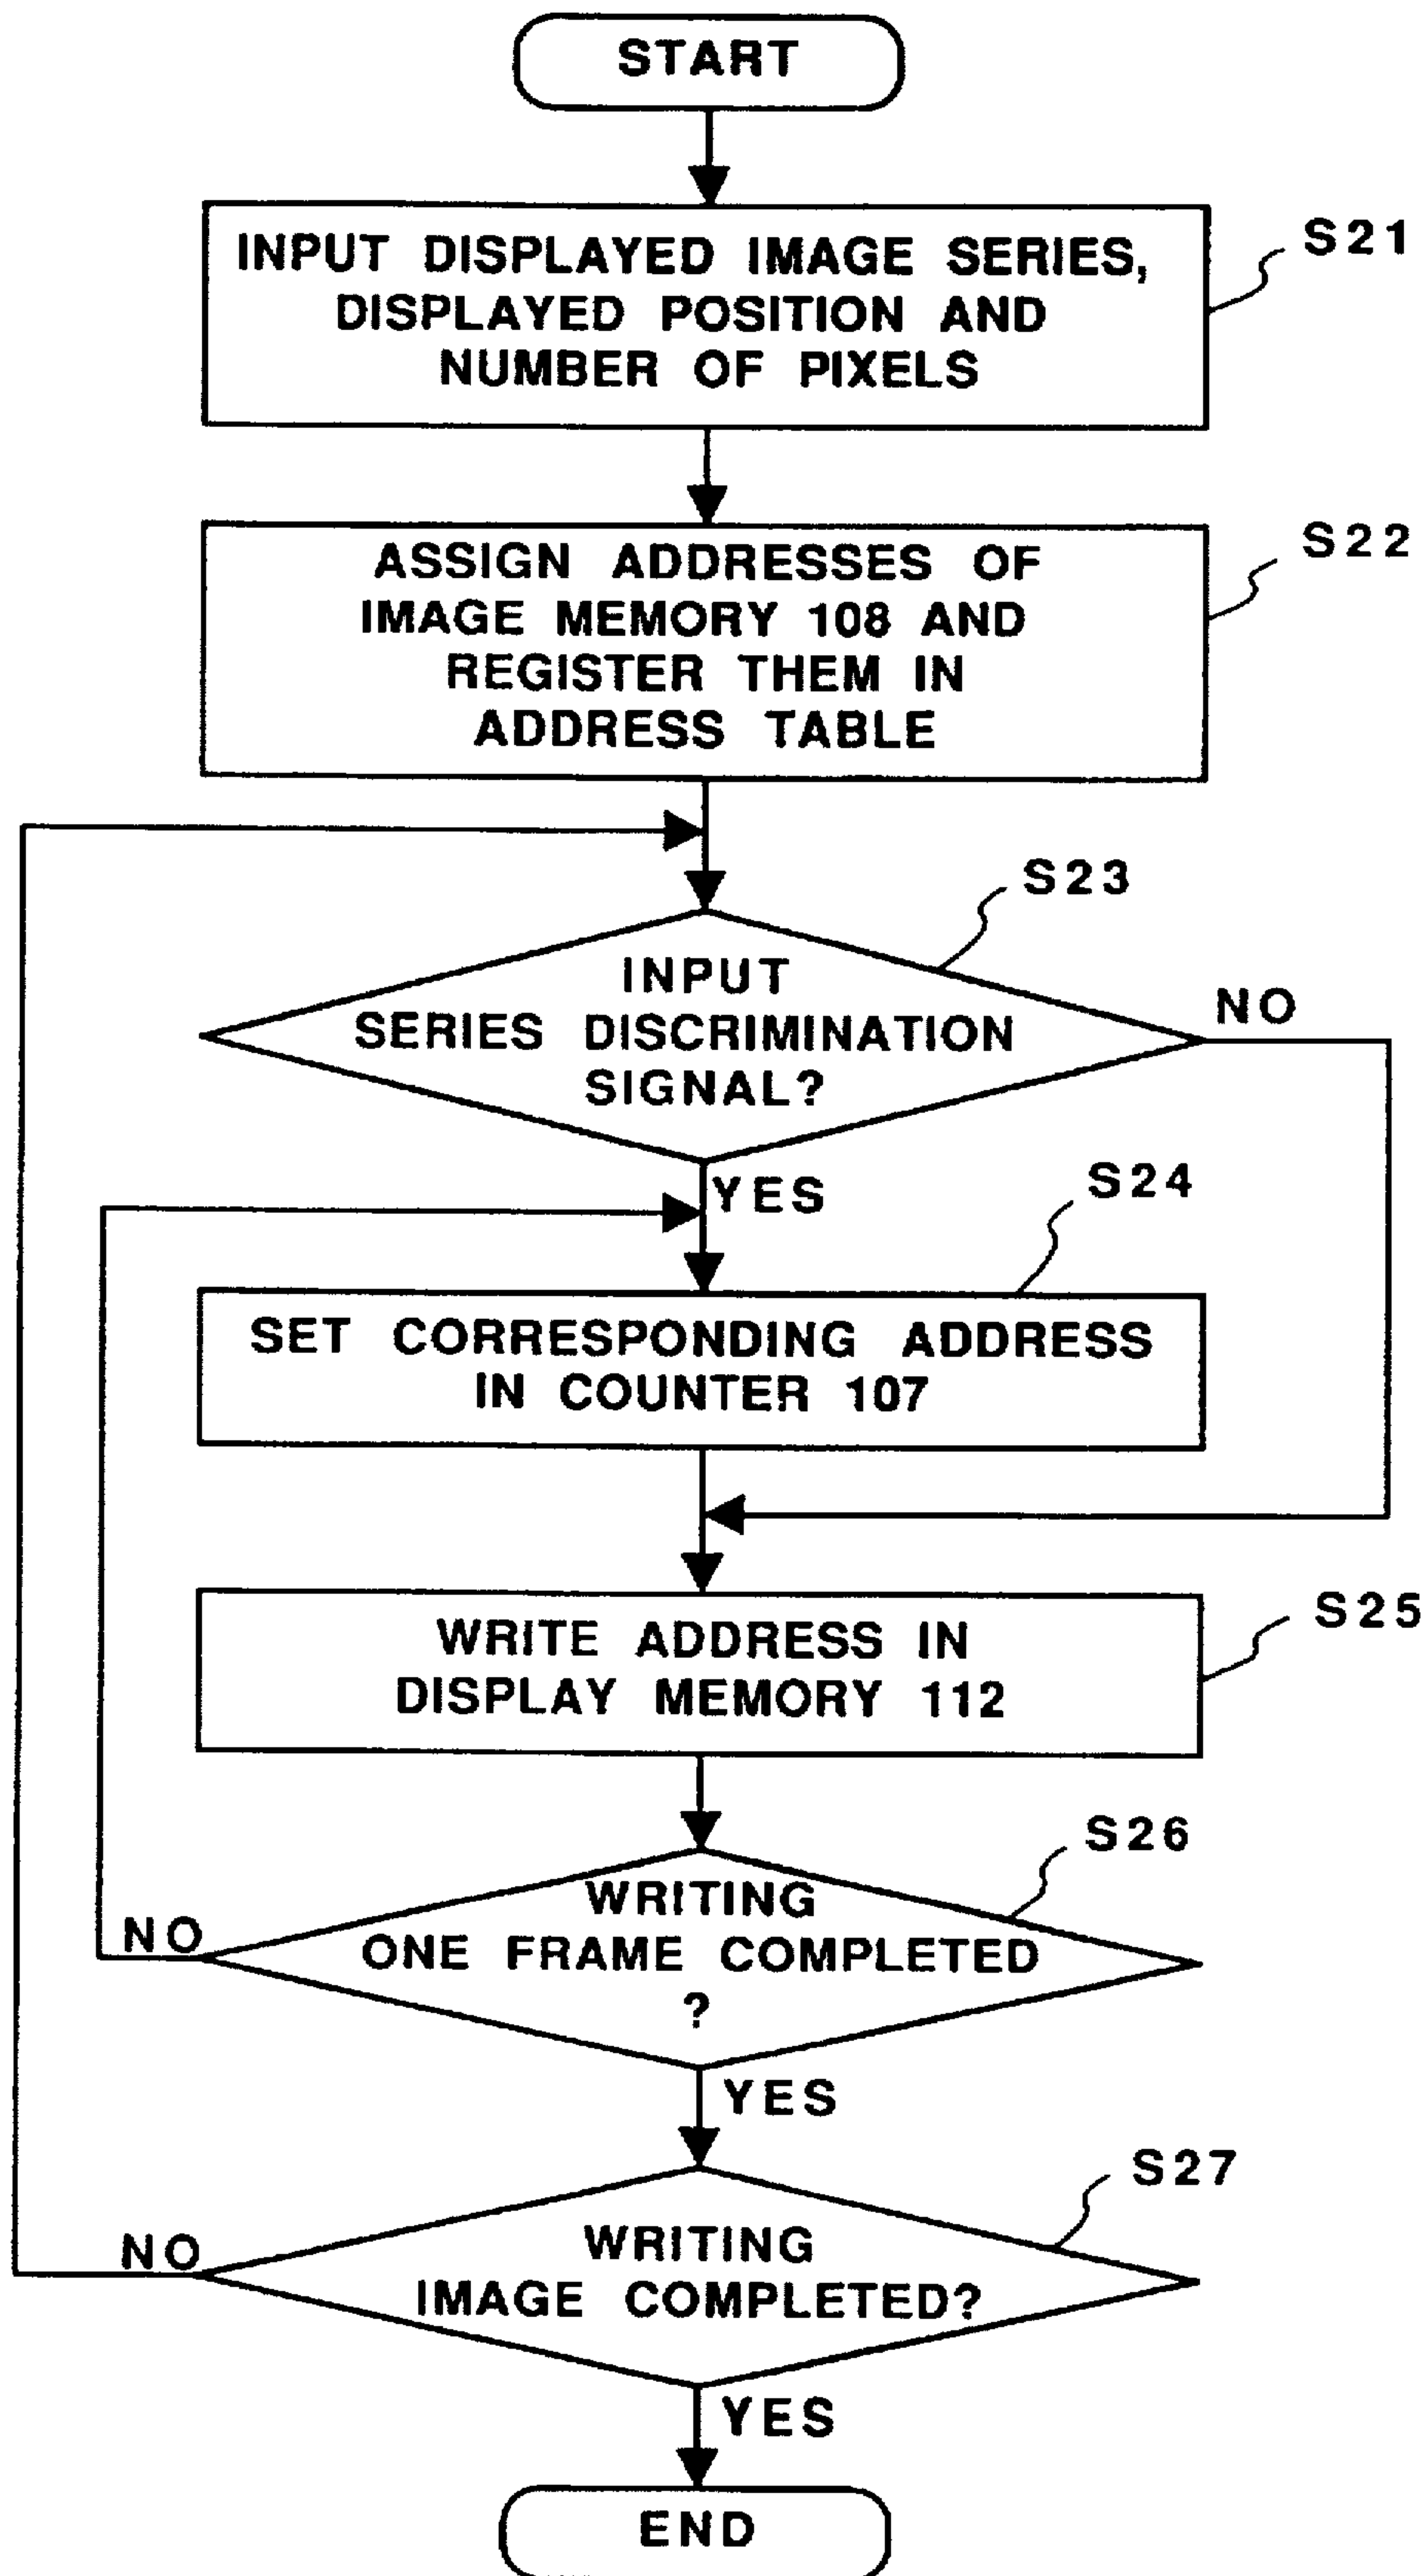 START
INPUT DISPLAYED IMAGE SERIES,
DISPLAYED POSITION AND
NUMBER OF PIXELS
S21
ASSIGN ADDRESSES OF
IMAGE MEMORY 108 AND
REGISTER THEM IN
ADDRESS TABLE
S22
S23
INPUT
SERIES DISCRIMINATION
SIGNAL?
NO
YES
S24
SET CORRESPONDING ADDRESS
IN COUNTER 107
WRITE ADDRESS IN
DISPLAY MEMORY 112
S25
S26
WRITING
ONE FRAME COMPLETED
?
NO
YES
S27
WRITING
IMAGE COMPLETED?
NO
YES
END